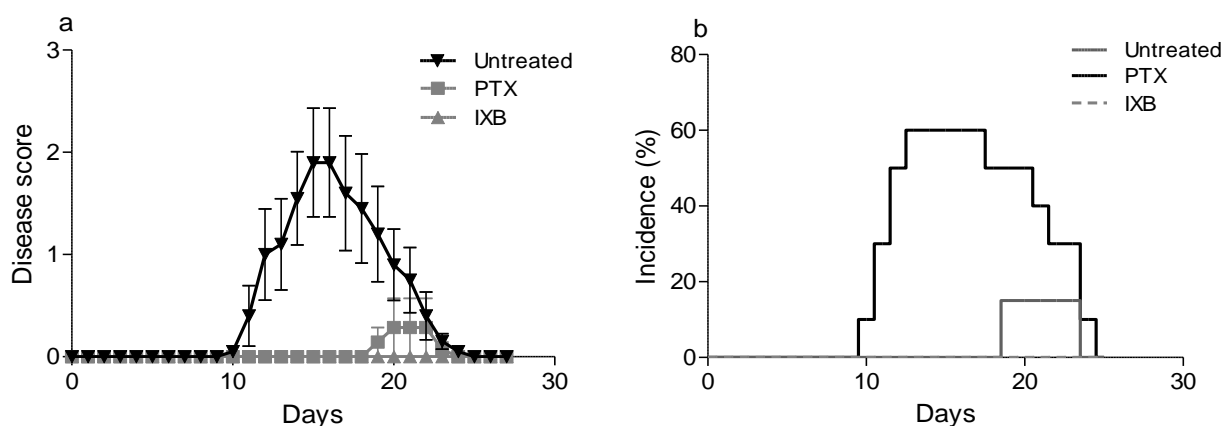 a
3
2
1
0
Disease score
0 10 20 30
Days
Untreated
PTX
IXB
b
80
60
40
20
0
Incidence (%)
0 10 20 30
Days
Untreated
PTX
IXB